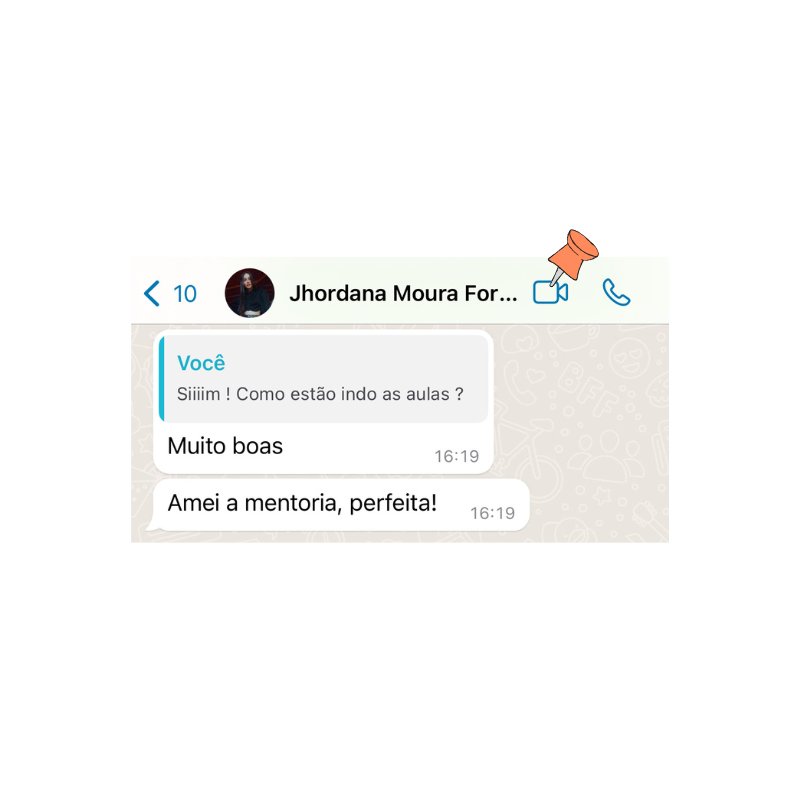 10 Jhordana Moura For...
Você
Siiiim ! Como estão indo as aulas ?
Muito boas
16:19
Amei a mentoria, perfeita!
16:19